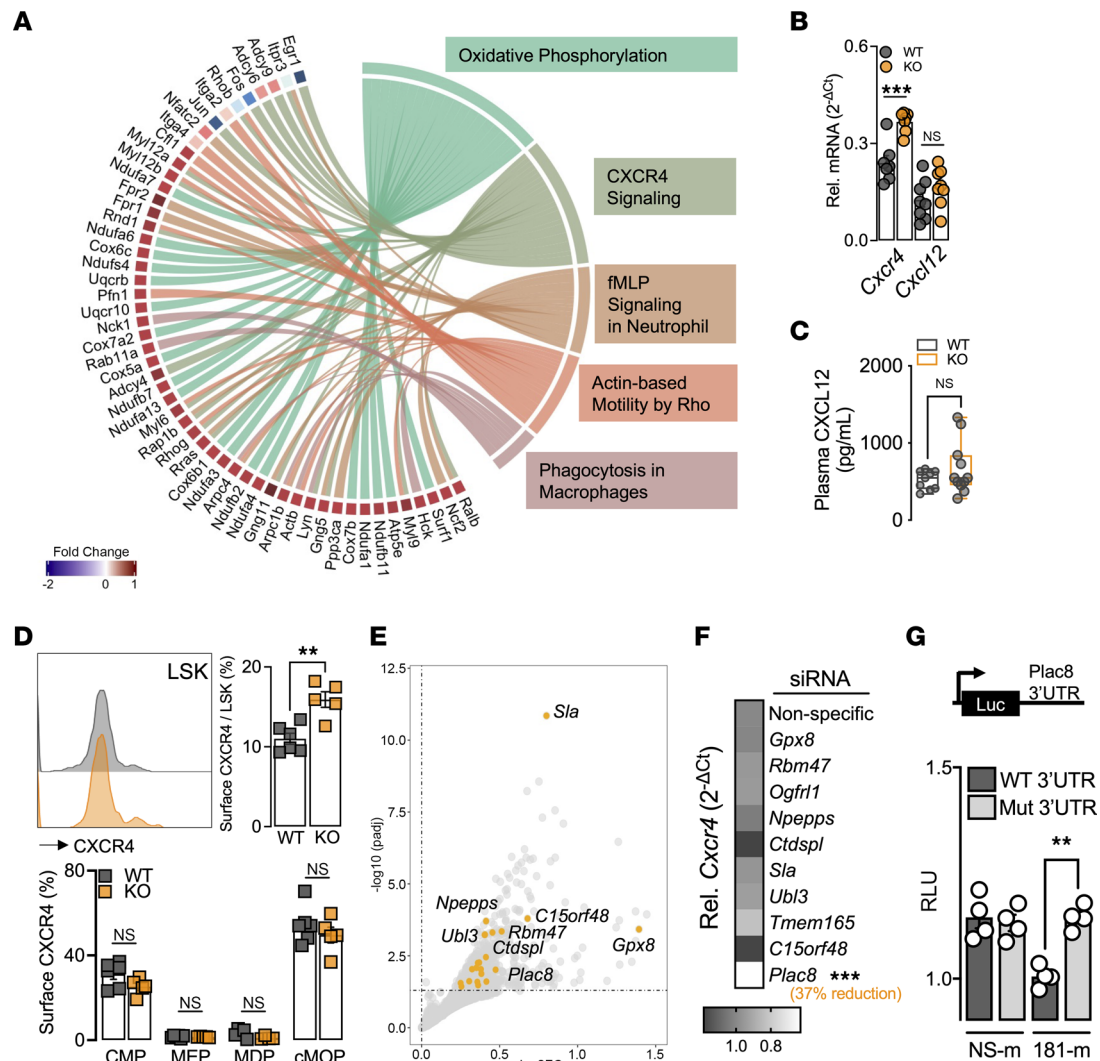 A
Egr1
Itpr3
Adcy9
Adcy6
Fos
Rhob
Itga2
Jun
Nfatc2
Itga4
Cfl1
Myl12a
Myl12b
Ndufa7
Fpr2
Fpr1
Rnd1
Ndufa6
Cox6c
Ndufs4
Uqcrb
Pfn1
Uqcr10
Nck1
Cox7a2
Rab11a
Cox5a
Adcy4
Ndufb7
Ndufa13
Myl6
Rap1b
Rhog
Rras
Cox6b1
Ndufa3
Arpc4
Ndufb2
Ndufa4
Gng11
Arpc1b
Actb
Lyn
Gng5
Ppp3ca
Cox7b
Ndufa1
Ndufb11
Atp5e
Myl9
Hck
Surf1
Ncf2
Ralb
Oxidative Phosphorylation
CXCR4
Signaling
fMLP
Signaling
in Neutrophil
Actin-based
Motility by Rho
Phagocytosis in
Macrophages
Fold Change
-2 0 1
B
Rel. mRNA (2-ΔCt)
0.6
0.3
0.0
WT
KO
***
NS
Cxcr4
Cxcl12
C
WT
KO
Plasma CXCL12
(pg/mL)
2000
1000
0
NS
D
LSK
CXCR4
Surface CXCR4 / LSK (%)
20
10
0
**
WT KO
Surface CXCR4 (%)
80
40
0
WT
KO
NS
NS
NS
NS
CMP MEP MDP cMOP
E
-log10 (padj)
12.5
10.0
7.5
5.0
2.5
0.0
Sla
Npepps
C15orf48
Ubl3
Rbm47
Ctdspl
Gpx8
Plac8
0.0 0.5 1.0 1.5
F
siRNA
Rel. Cxcr4 (2-ΔCt)
Non-specific
Gpx8
Rbm47
Ogfrl1
Npepps
Ctdspl
Sla
Ubl3
Tmem165
C15orf48
Plac8 ***
(37% reduction)
1.0 0.8
G
Luc
Plac8
3'UTR
1.5
1.0
RLU
WT 3'UTR
Mut 3'UTR
**
NS-m 181-m